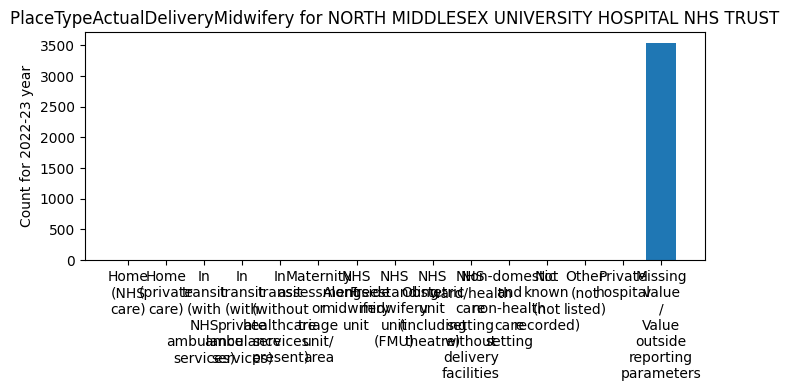 PlaceTypeActualDeliveryMidwifery for NORTH MIDDLESEX UNIVERSITY HOSPITAL NHS TRUST
Count for 2022-23 year
3500
3000
2500
2000
1500
1000
500
0
Home
(NHS
care)
Home
(private
care)
In
transit
(with
NHS
ambulance
services)
In
transit
(with
private
ambulance
services)
In
transit
(without
healthcare
services
present)
Maternity
assessment
or
triage
unit/
area
NHS
Alongside
midwifery
unit
NHS
Freestanding
midwifery
unit
(FMU)
NHS
Obstetric
unit
(including
theatre)
NHS
ward/health
care
setting
without
delivery
facilities
Non-domestic
and
non-health
care
setting
Not
known
(not
recorded)
Other
(not
listed)
Private
hospital
Missing
value
/
Value
outside
reporting
parameters